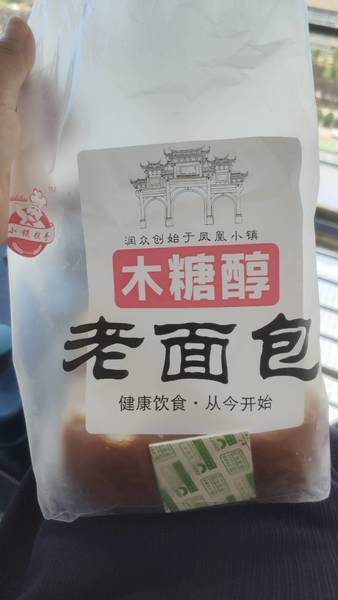 润众创始于凤凰小镇
木糖醇
老面包
健康饮食·从今开始